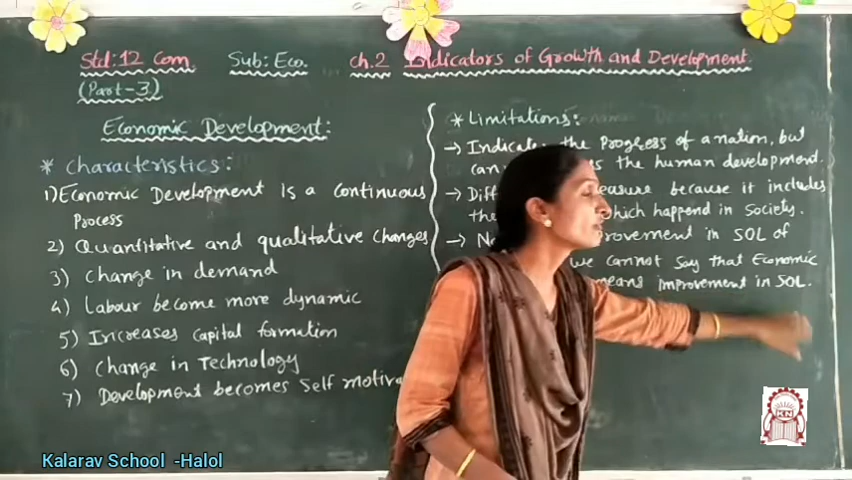 Std:12 Com. Sub: Eco. ch.2 Indicators of Growth and Development
(Part-3)
Economic Development:
* Characteristics:
1) Economic Development is a continuous
Process
2) Quantitative and qualitative changes
3) change in demand
4) Labour become more dynamic
5) Increases capital formation
6) Change in Technology
7) Development becomes self
* Limitations:
→ the Progress of a nation, but
the human development.
→ measure because it includes
the which happend in Society.
→ in SOL of
we cannot say that Economic
means improvement in SOL.
KN
Kalarav School -Halol